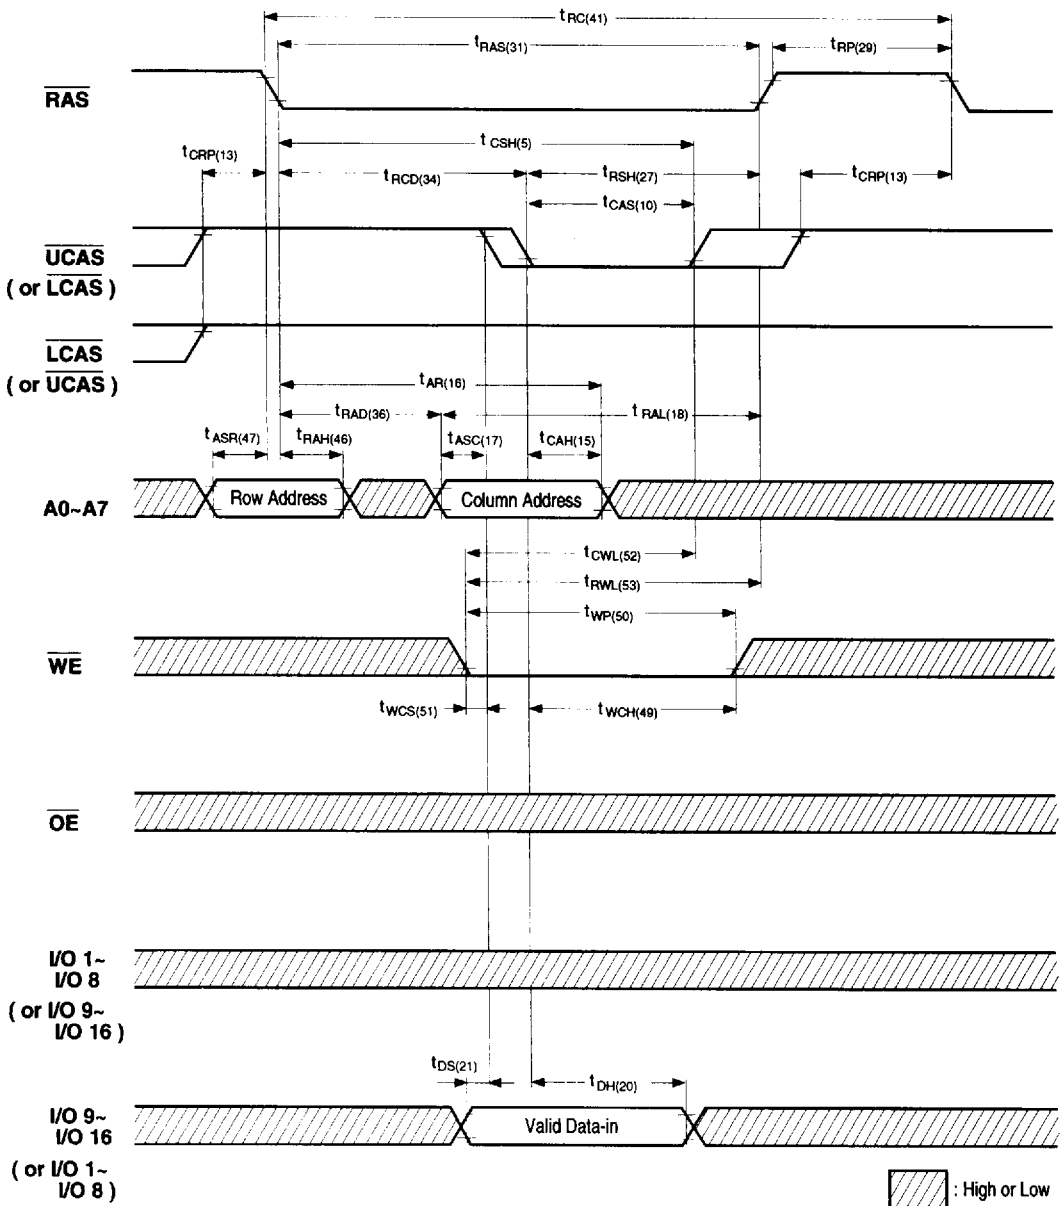 tRC(41)
tRAS(31)
tRP(29)
RAS
tCSH(5)
tCRP(13)
tRCD(34)
tRSH(27)
tCRP(13)
tCAS(10)
UCAS
( or LCAS )
LCAS
( or UCAS )
tAR(16)
tRAD(36)
tRAL(18)
tASR(47)
tRAH(46)
tASC(17)
tCAH(15)
A0~A7
Row Address
Column Address
tCWL(52)
tRWL(53)
tWP(50)
WE
tWCS(51)
tWCH(49)
OE
I/O 1~
I/O 8
( or I/O 9~
I/O 16 )
tDS(21)
tDH(20)
I/O 9~
I/O 16
Valid Data-in
( or I/O 1~
I/O 8 )
: High or Low